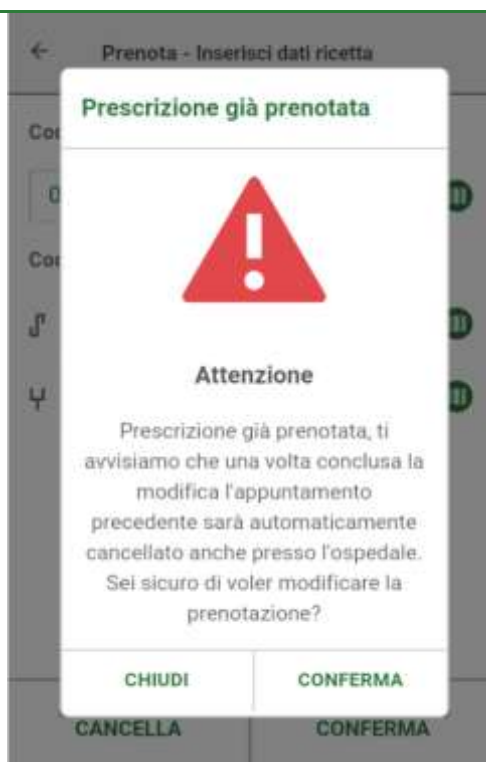 Prenota - Inserisci dati ricetta
Prescrizione già prenotata
Attenzione
Prescrizione già prenotata, ti
avvisiamo che una volta conclusa la
modifica l'appuntamento
precedente sarà automaticamente
cancellato anche presso l'ospedale.
Sei sicuro di voler modificare la
prenotazione?
CHIUDI CONFERMA
CANCELLA CONFERMA